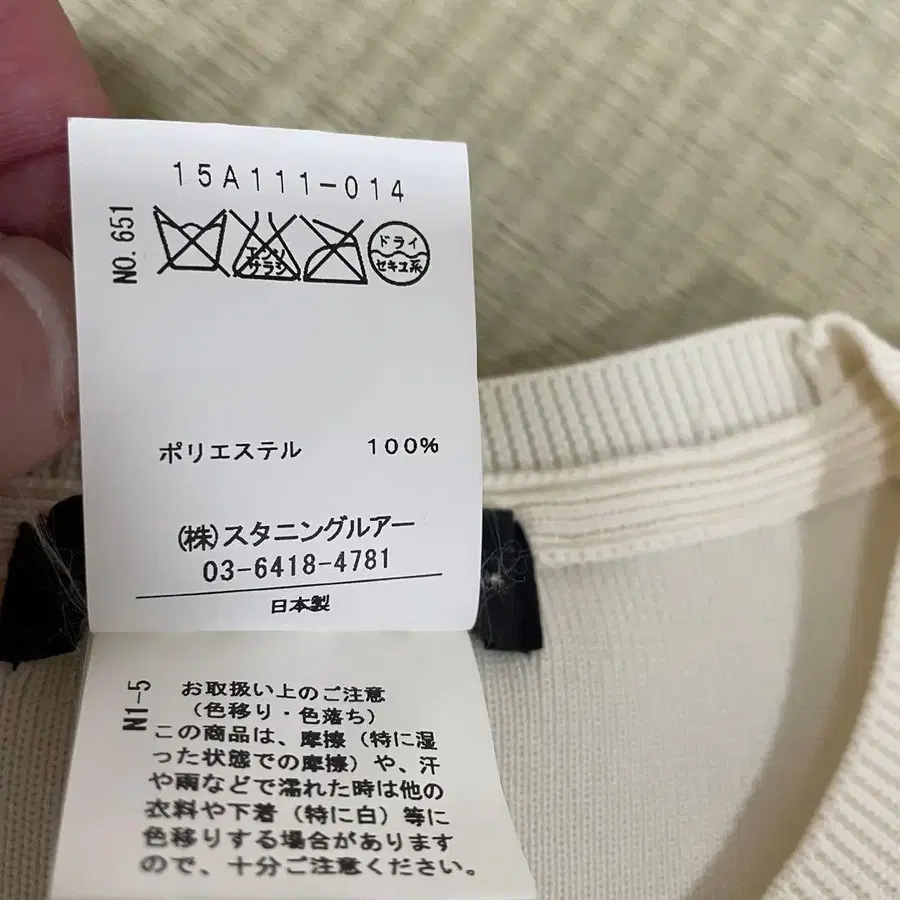 15A111-014
NO. 651
エンソ
サラシ
ドライ
セキユ系
ポリエステル 100%
(株)スタニングルアー
03-6418-4781
日本製
N1-5
お取扱い上のご注意
(色移り・色落ち)
この商品は、摩擦(特に湿
った状態での摩擦)や、汗
や雨などで濡れた時は他の
衣料や下着(特に白)等に
色移りする場合があります
ので、十分ご注意ください。